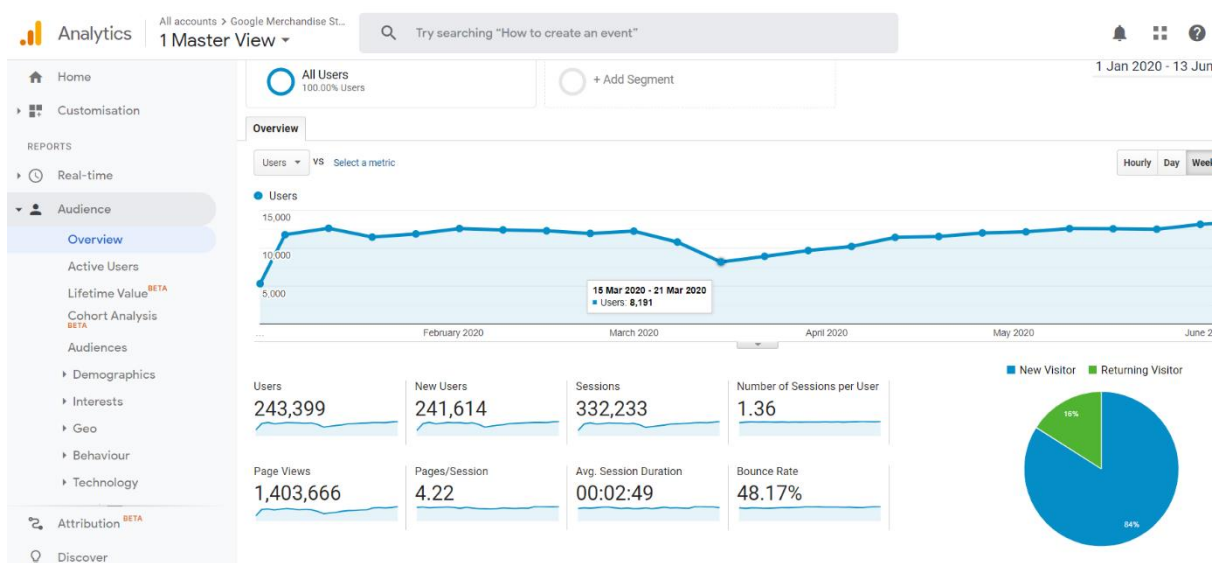 All accounts > Google Merchandise St...
Analytics
1 Master View
Try searching "How to create an event"
Home
Customisation
REPORTS
Real-time
Audience
Overview
Active Users
Lifetime Value BETA
Cohort Analysis
BETA
Audiences
Demographics
Interests
Geo
Behaviour
Technology
Attribution BETA
Discover
All Users
100.00% Users
+ Add Segment
1 Jan 2020 - 13 Jun
Overview
Users VS Select a metric
Hourly Day Week
Users
15,000
10,000
5,000
15 Mar 2020 - 21 Mar 2020
Users: 8,191
... February 2020 March 2020 April 2020 May 2020 June 2
Users
243,399
New Users
241,614
Sessions
332,233
Number of Sessions per User
1.36
Page Views
1,403,666
Pages/Session
4.22
Avg. Session Duration
00:02:49
Bounce Rate
48.17%
New Visitor Returning Visitor
16%
84%